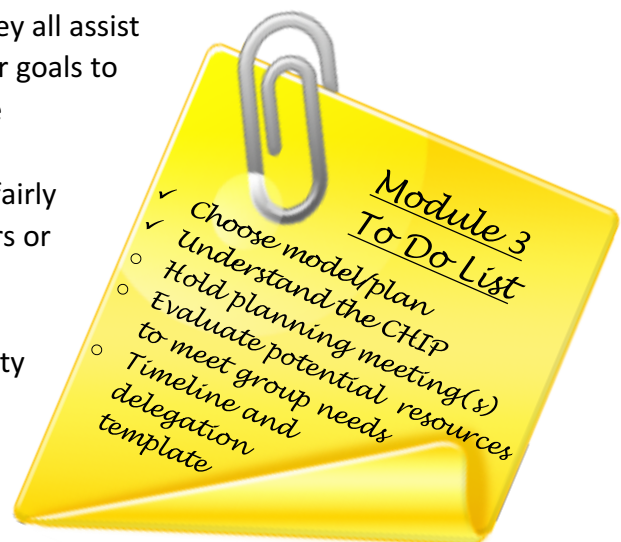 ey all assist
r goals to
e
fairly
rs or
ty
Module 3
To Do List
✓ Choose model/plan
✓ Understand the CHIP
○ Hold planning meeting(s)
○ Evaluate potential resources
to meet group needs
○ Timeline and
delegation
template